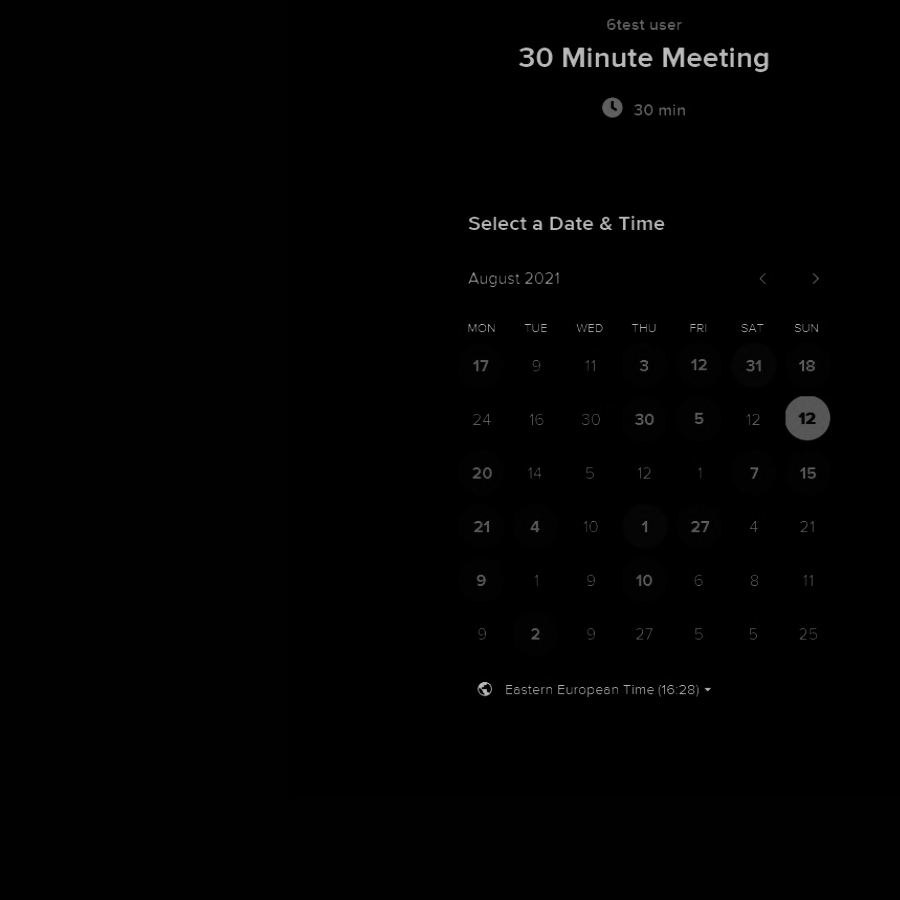 6test user
30 Minute Meeting
30 min
Select a Date & Time
August 2021
MON TUE WED THU FRI SAT SUN
17 9 11 3 12 31 18
24 16 30 30 5 12 12
20 14 5 12 1 7 15
21 4 10 1 27 4 21
9 1 9 10 6 8 11
9 2 9 27 5 5 25
Eastern European Time (16:28)